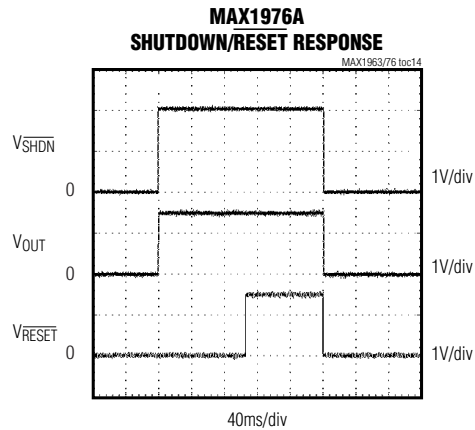 MAX1976A
SHUTDOWN/RESET RESPONSE
MAX1963/76 toc14
VSHDN
0
1V/div
VOUT
0
1V/div
VRESET
0
1V/div
40ms/div